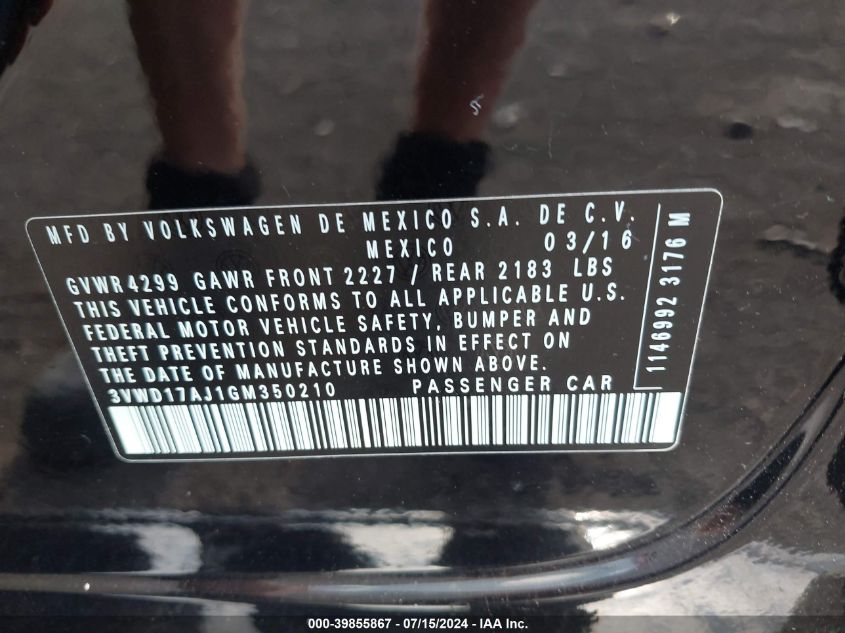 MFD BY VOLKSWAGEN DE MEXICO S.A. DE C.V.
MEXICO 03/16
GVWR4299 GAWR FRONT 2227 / REAR 2183 LBS
THIS VEHICLE CONFORMS TO ALL APPLICABLE U.S.
FEDERAL MOTOR VEHICLE SAFETY, BUMPER AND
THEFT PREVENTION STANDARDS IN EFFECT ON
THE DATE OF MANUFACTURE SHOWN ABOVE.
3VWD17AJ1GM350210 PASSENGER CAR
1146992 3176 M
000-39855867 - 07/15/2024 - IAA Inc.